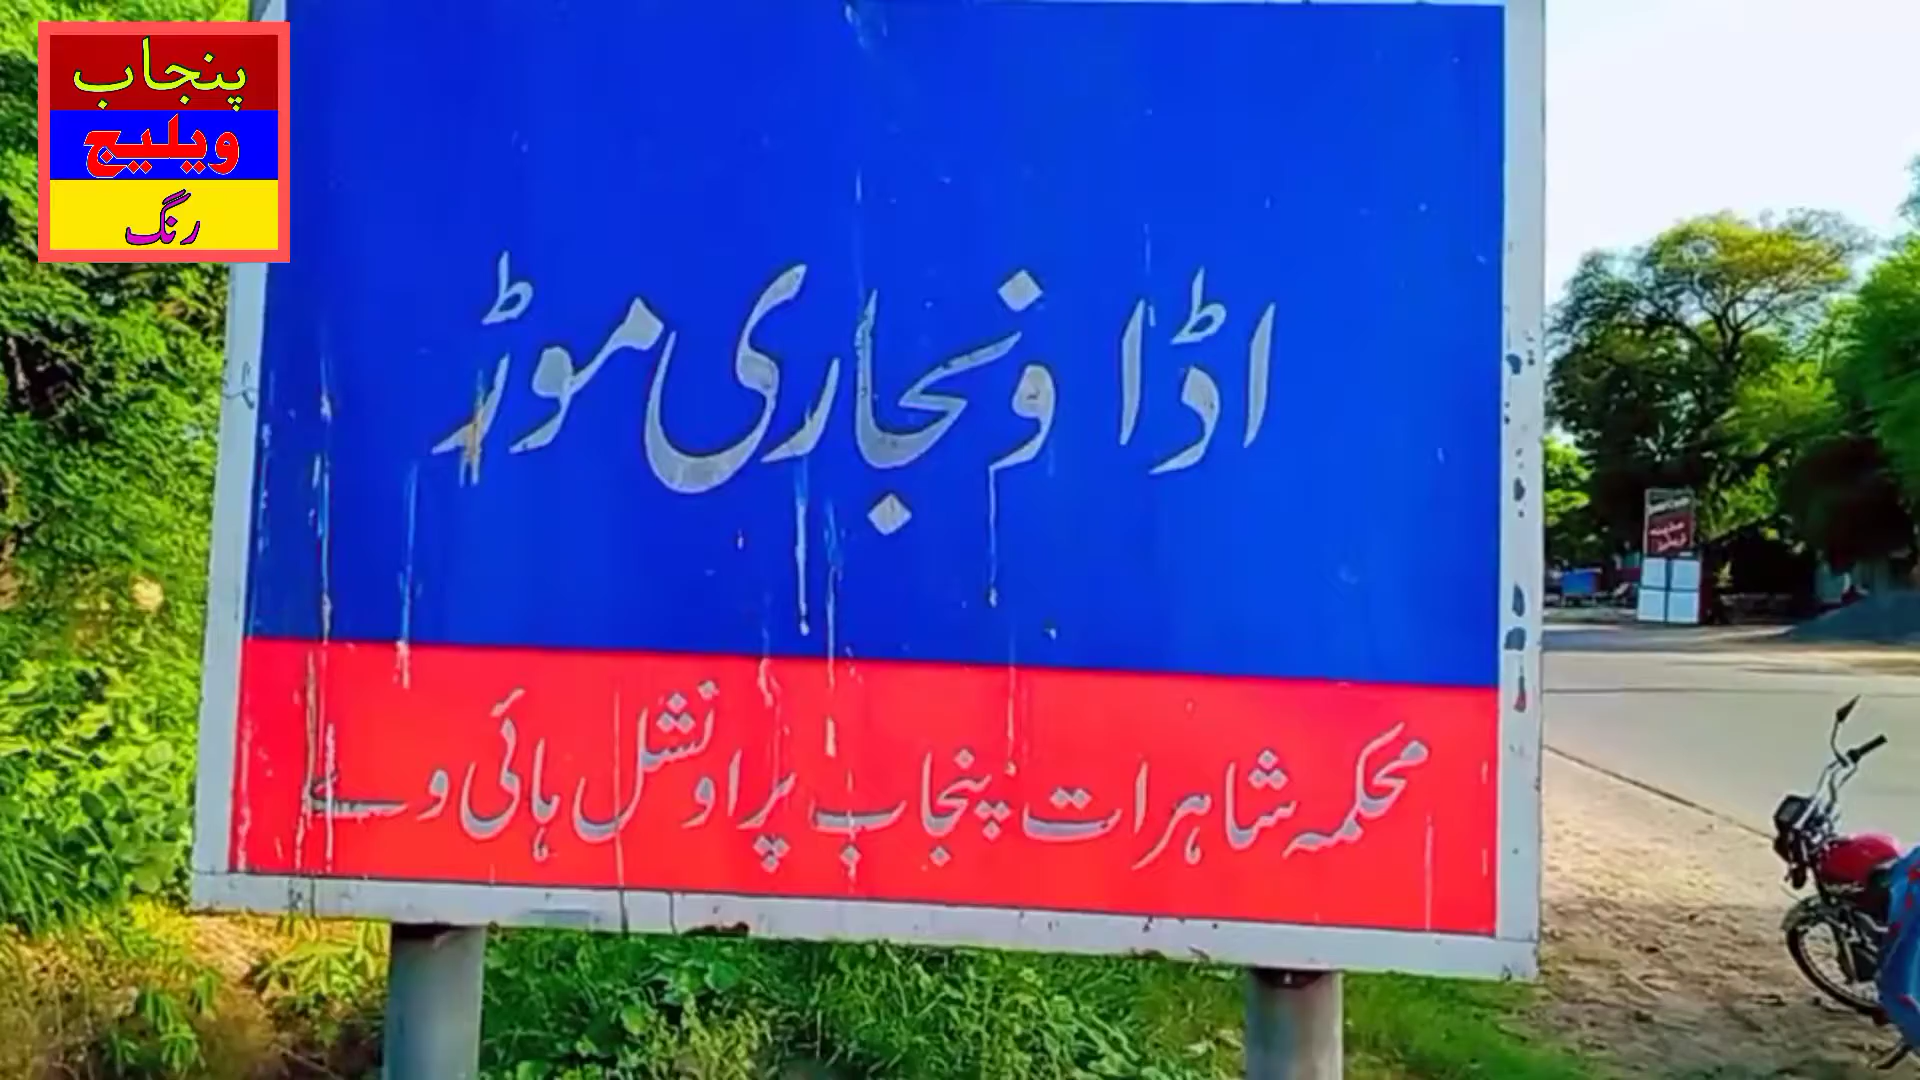 پنجاب
ویلیج
رنگ
اڈا ونجاری موڑ
محکمہ شاہرات پنجاب پراونشل ہائی وے